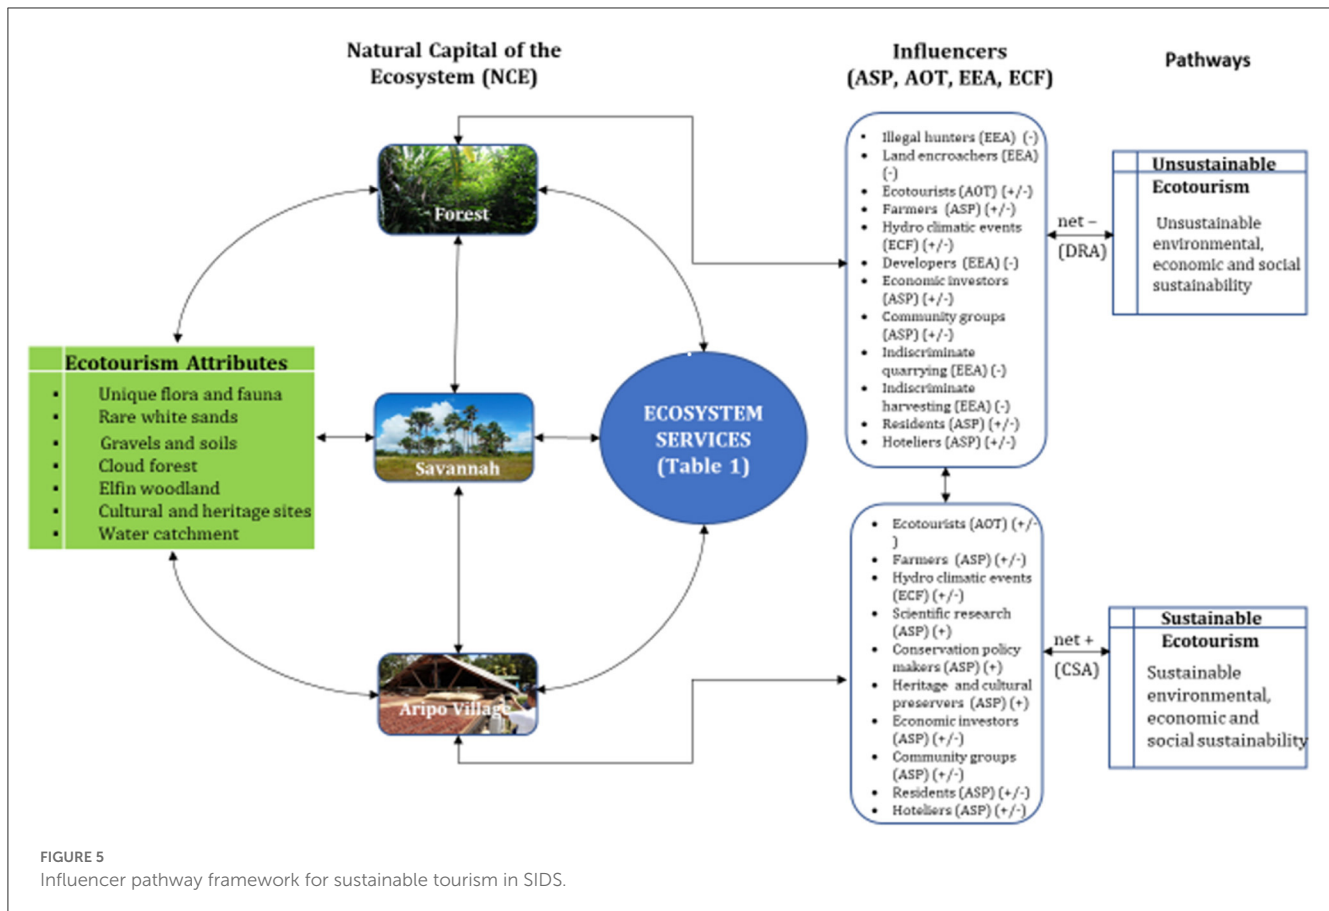 Natural Capital of the
Ecosystem (NCE)
Influencers
(ASP, AOT, EEA, ECF)
Pathways
Forest
Savannah
Aripo Village
Ecotourism Attributes
▪ Unique flora and fauna
▪ Rare white sands
▪ Gravels and soils
▪ Cloud forest
▪ Elfin woodland
▪ Cultural and heritage sites
▪ Water catchment
ECOSYSTEM
SERVICES
(Table 1)
• Illegal hunters (EEA) (-)
• Land encroachers (EEA)
(-)
• Ecotourists (AOT) (+/-)
• Farmers (ASP) (+/-)
• Hydro climatic events
(ECF) (+/-)
• Developers (EEA) (-)
• Economic investors
(ASP) (+/-)
• Community groups
(ASP) (+/-)
• Indiscriminate
quarrying (EEA) (-)
• Indiscriminate
harvesting (EEA) (-)
• Residents (ASP) (+/-)
• Hoteliers (ASP) (+/-)
net –
(DRA)
Unsustainable
Ecotourism
Unsustainable
environmental,
economic and social
sustainability
• Ecotourists (AOT) (+/-
)
• Farmers (ASP) (+/-)
• Hydro climatic events
(ECF) (+/-)
• Scientific research
(ASP) (+)
• Conservation policy
makers (ASP) (+)
• Heritage and cultural
preservers (ASP) (+)
• Economic investors
(ASP) (+/-)
• Community groups
(ASP) (+/-)
• Residents (ASP) (+/-)
• Hoteliers (ASP) (+/-)
net +
(CSA)
Sustainable
Ecotourism
Sustainable
environmental,
economic and
social sustainability
FIGURE 5
Influencer pathway framework for sustainable tourism in SIDS.